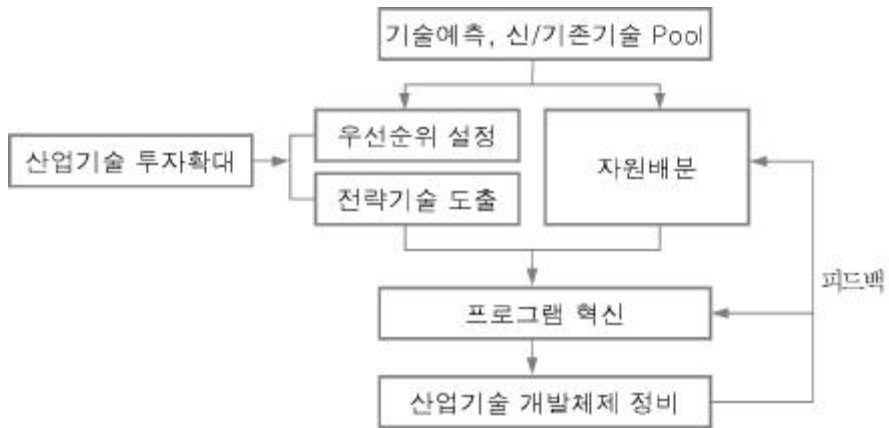 기술예측, 신/기존기술 Pool
우선순위 설정
산업기술 투자확대
자원배분
전략기술 도출
피드백
프로그램 혁신
산업기술 개발체제 정비